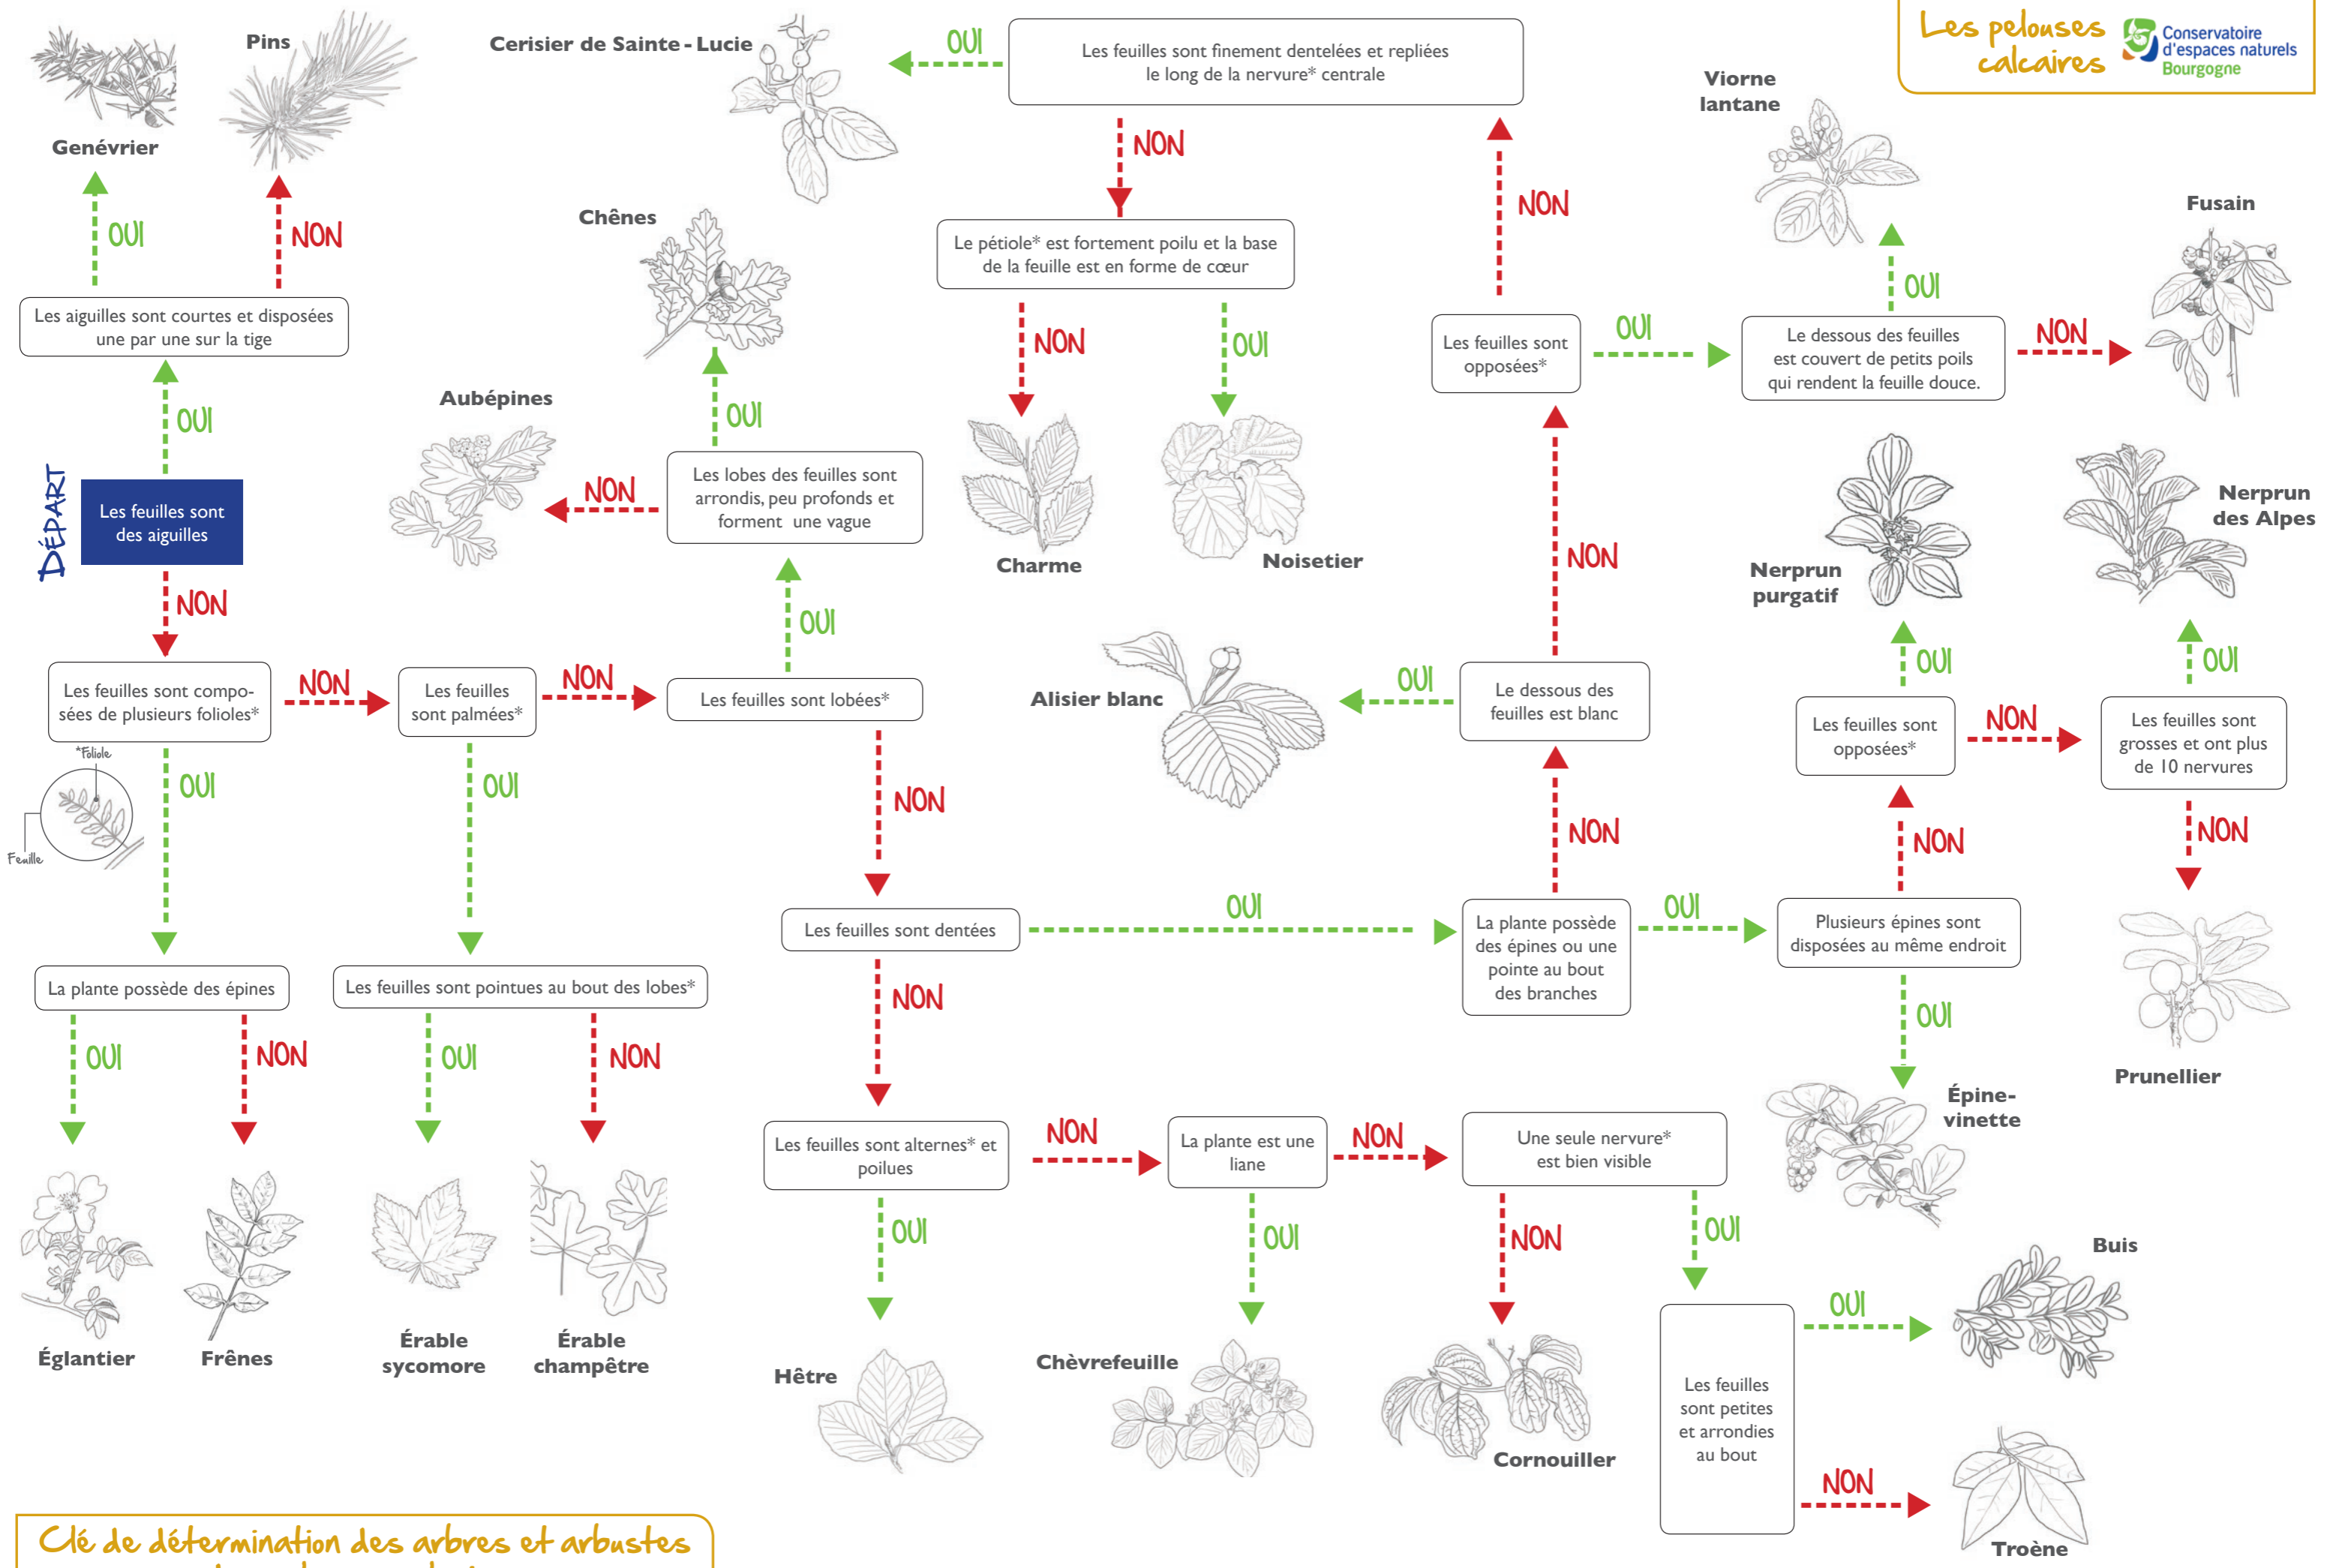 Les pelouses
calcaires
Conservatoire
d'espaces naturels
Bourgogne
Genévrier
Pins
Cerisier de Sainte - Lucie
OUI
Les feuilles sont finement dentelées et repliées
le long de la nervure* centrale
Viorne
lantane
NON
NON
Chênes
Fusain
OUI
NON
Le pétiole* est fortement poilu et la base
de la feuille est en forme de cœur
OUI
Les aiguilles sont courtes et disposées
une par une sur la tige
NON
OUI
Les feuilles sont
opposées*
OUI
Le dessous des feuilles
est couvert de petits poils
qui rendent la feuille douce.
NON
OUI
Aubépines
OUI
DÉPART
Les feuilles sont
des aiguilles
NON
Les lobes des feuilles sont
arrondis, peu profonds et
forment une vague
Charme
Noisetier
NON
Nerprun
purgatif
Nerprun
des Alpes
NON
OUI
OUI
OUI
Les feuilles sont compo-
sées de plusieurs folioles*
NON
Les feuilles
sont palmées*
NON
Les feuilles sont lobées*
Alisier blanc
OUI
Le dessous des
feuilles est blanc
Les feuilles sont
opposées*
NON
Les feuilles sont
grosses et ont plus
de 10 nervures
*Foliole
Feuille
OUI
OUI
NON
NON
NON
NON
Les feuilles sont dentées
OUI
La plante possède
des épines ou une
pointe au bout
des branches
OUI
Plusieurs épines sont
disposées au même endroit
La plante possède des épines
Les feuilles sont pointues au bout des lobes*
NON
OUI
OUI
NON
OUI
NON
Prunellier
Épine-
vinette
Les feuilles sont alternes* et
poilues
NON
La plante est une
liane
NON
Une seule nervure*
est bien visible
OUI
OUI
NON
OUI
Buis
Églantier
Frênes
Érable
sycomore
Érable
champêtre
Hêtre
Chèvrefeuille
Cornouiller
Les feuilles
sont petites
et arrondies
au bout
OUI
NON
Troène
Clé de détermination des arbres et arbustes